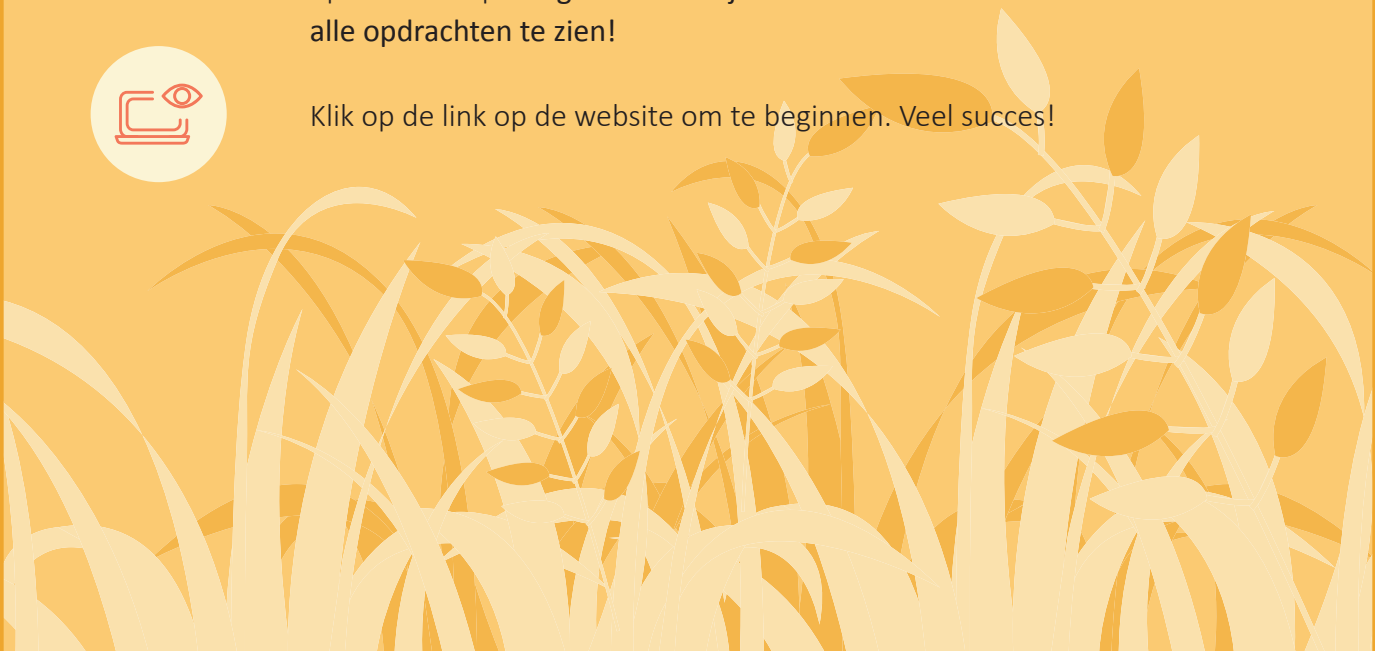 alle opdrachten te zien!
Klik op de link op de website om te beginnen. Veel succes!